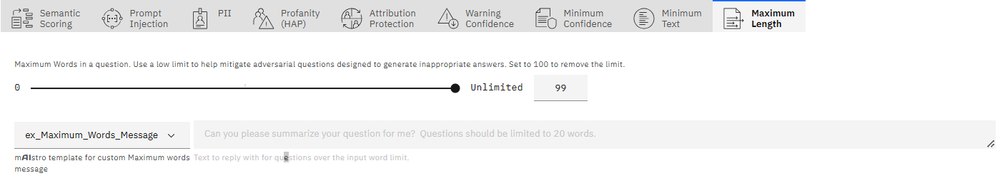 Semantic Scoring
Prompt Injection
PII
Profanity (HAP)
Attribution Protection
Warning Confidence
Minimum Confidence
Minimum Text
Maximum Length
Maximum Words in a question. Use a low limit to help mitigate adversarial questions designed to generate inappropriate answers. Set to 100 to remove the limit.
0 Unlimited 99
ex_Maximum_Words_Message
Can you please summarize your question for me? Questions should be limited to 20 words.
mAIstro template for custom Maximum words
message
Text to reply with for questions over the input word limit.